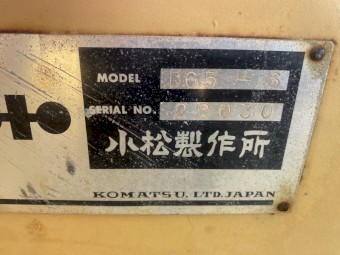 MODEL
SERIAL NO.
小松製作所
KOMATSU, LTD. JAPAN